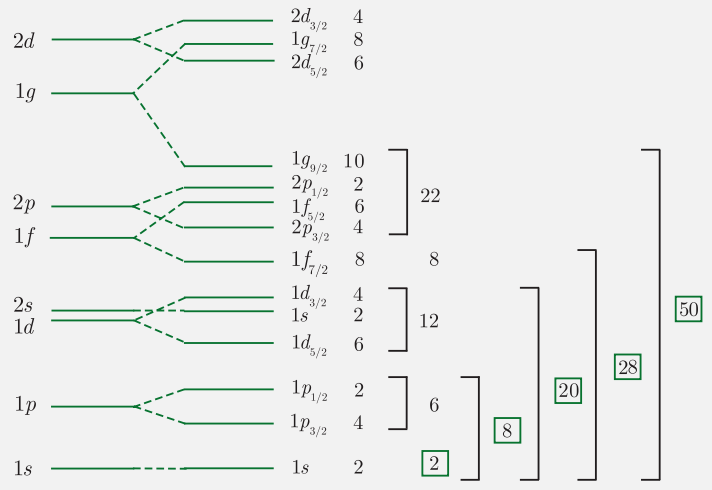 2d 2d_{3/2} 4
1g_{7/2} 8
2d_{5/2} 6
1g
1g_{9/2} 10
2p 2p_{1/2} 2 22
1f_{5/2} 6
2p_{3/2} 4
1f
1f_{7/2} 8 8
2s 1d_{3/2} 4
1s 2 12 50
1d
1d_{5/2} 6
28
1p 1p_{1/2} 2 6 20
1p_{3/2} 4 8
1s 1s 2 2